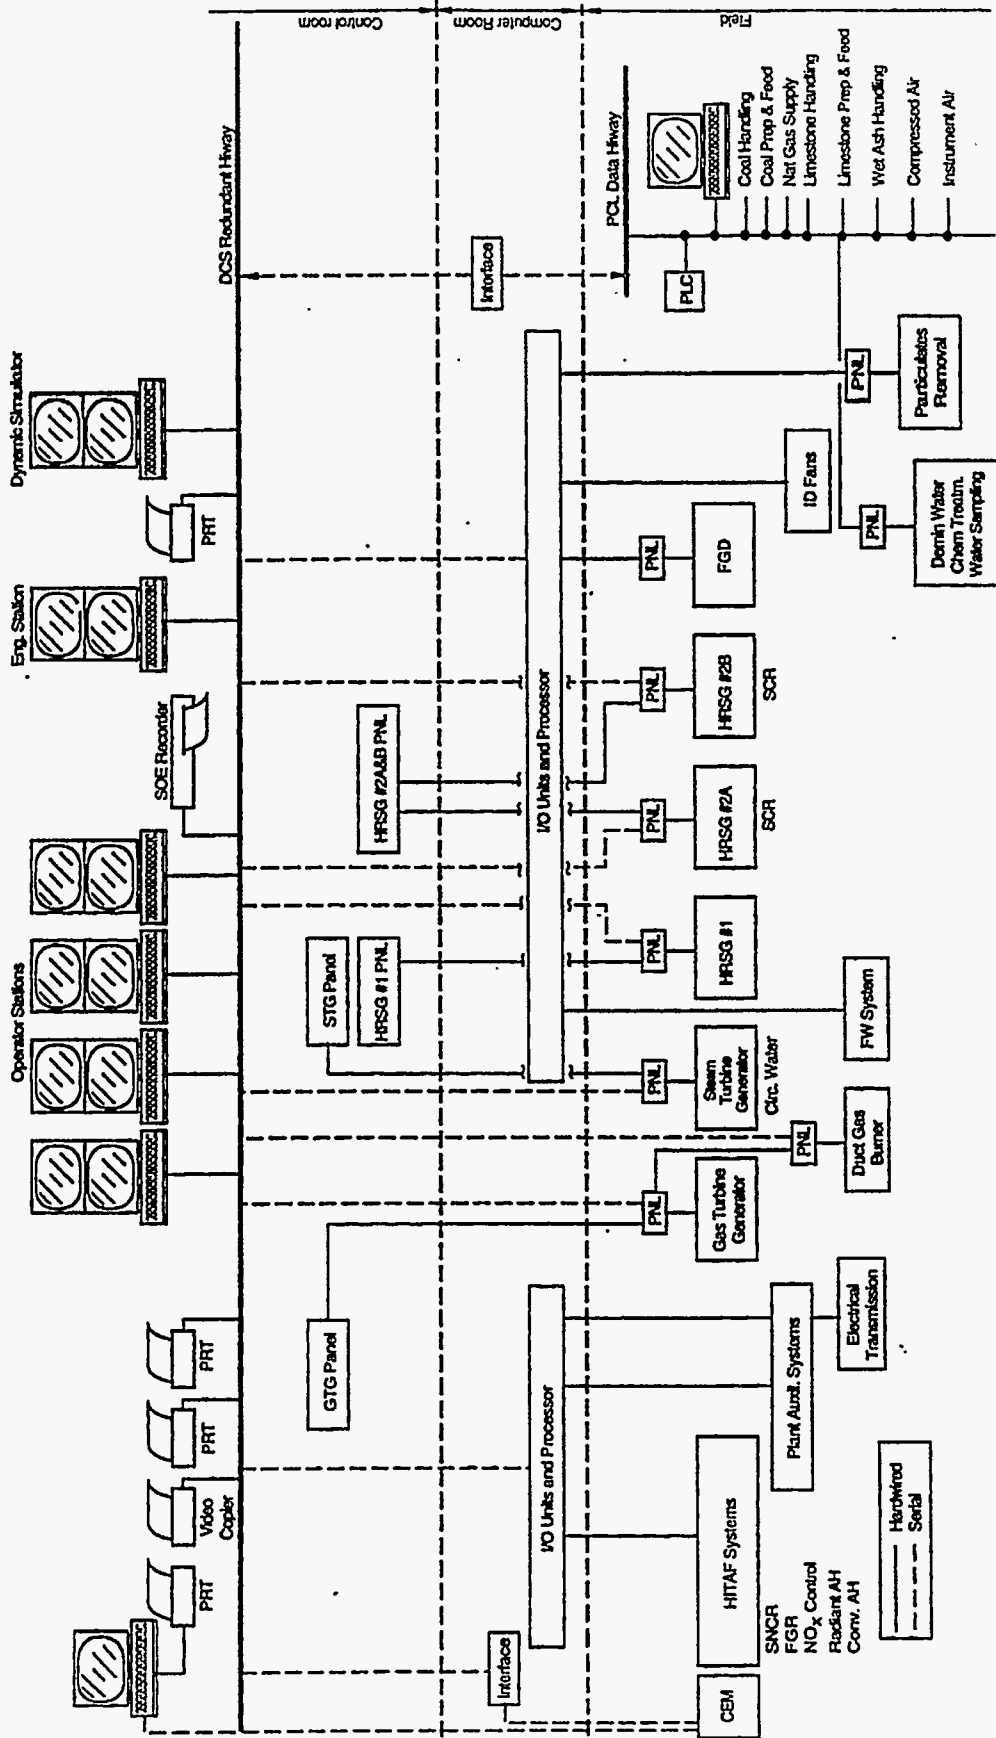 Operator Stations
Eng. Station
Dynamic Simulator
SOE Recorder
PRT
Video
Copier
PRT
PRT
PRT
DCS Redundant Hiway
Control room
GTG Panel
STG Panel
HRSG #1 PNL
HRSG #2A&B PNL
Computer Room
Interface
Interface
I/O Units and Processor
I/O Units and Processor
Field
PCL Data Hiway
PLC
Coal Handling
Coal Prep & Feed
Nat Gas Supply
Limestone Handling
Limestone Prep & Feed
Wet Ash Handling
Compressed Air
Instrument Air
PNL
PNL
PNL
PNL
PNL
PNL
CEM
HITAF Systems
SNCR
FGR
NOx Control
Radiant AH
Conv. AH
Plant Auxil. Systems
Electrical
Transmission
Gas Turbine
Generator
PNL
Duct Gas
Burner
Steam
Turbine
Generator
Circ. Water
FW System
HRSG #1
HRSG #2A
SCR
HRSG #2B
SCR
FGD
ID Fans
PNL
Particulates
Removal
PNL
Demin Water
Chem Treatm.
Water Sampling
Hardwired
Serial